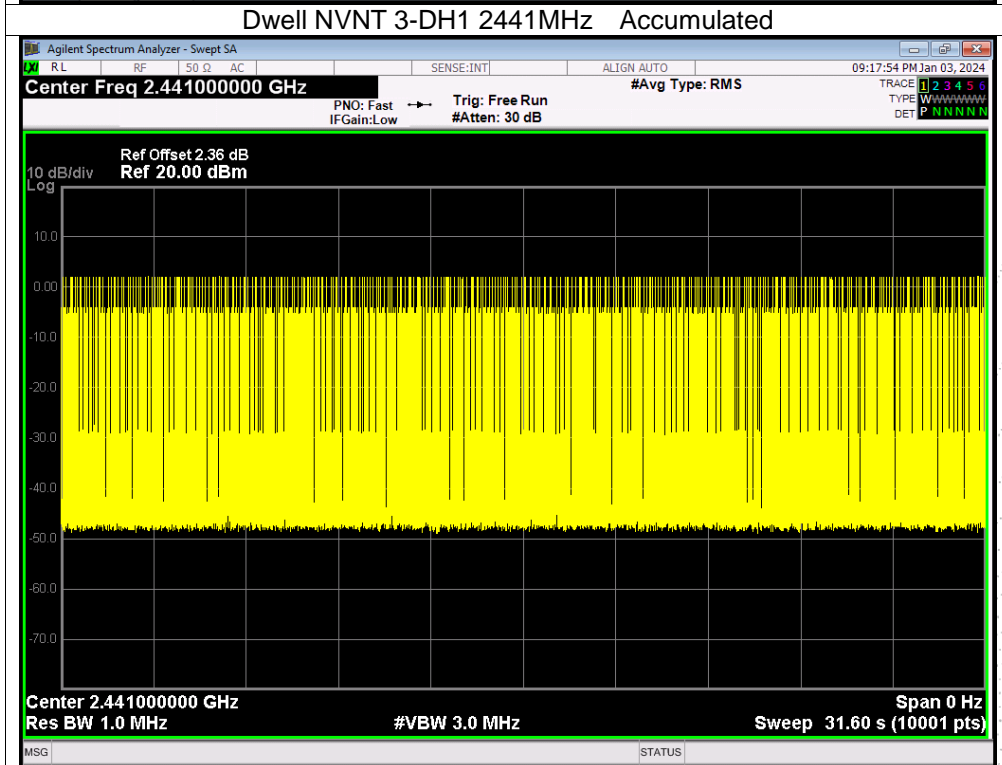 Dwell NVNT 3-DH1 2441MHz Accumulated
Agilent Spectrum Analyzer - Swept SA
LXI RL RF 50 Ω AC SENSE:INT ALIGN AUTO 09:17:54 PM Jan 03, 2024
Center Freq 2.441000000 GHz #Avg Type: RMS TRACE 1 2 3 4 5 6
PNO: Fast Trig: Free Run TYPE WWWWWW
IFGain:Low #Atten: 30 dB DET P N N N N N
Ref Offset 2.36 dB
10 dB/div Ref 20.00 dBm
Log
10.0
0.00
-10.0
-20.0
-30.0
-40.0
-50.0
-60.0
-70.0
Center 2.441000000 GHz Span 0 Hz
Res BW 1.0 MHz #VBW 3.0 MHz Sweep 31.60 s (10001 pts)
MSG STATUS